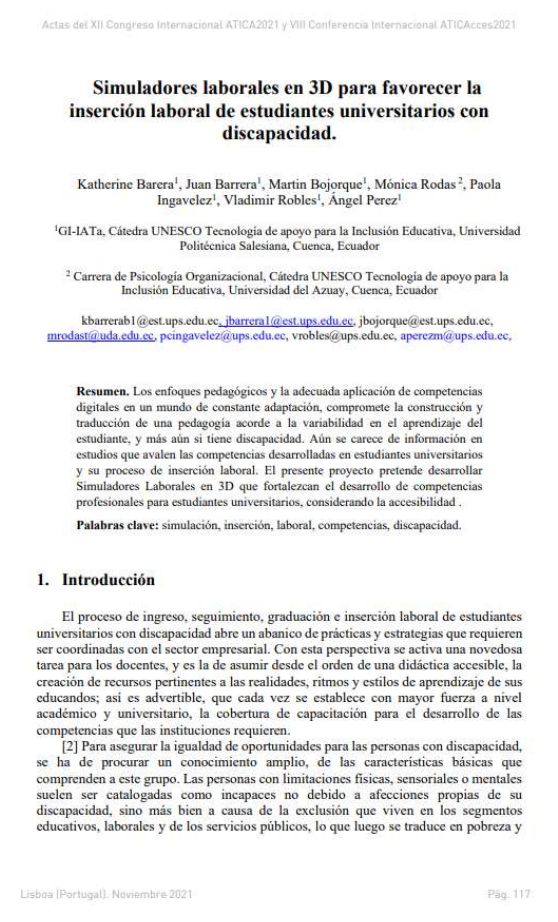 Actas del XII Congreso Internacional ATICA2021 y VIII Conferencia Internacional ATICAcces2021
Simuladores laborales en 3D para favorecer la
inserción laboral de estudiantes universitarios con
discapacidad.
Katherine Barera¹, Juan Barrera¹, Martin Bojorque¹, Mónica Rodas ², Paola
Ingavelez¹, Vladimir Robles¹, Ángel Perez¹
¹GI-IATa, Cátedra UNESCO Tecnología de apoyo para la Inclusión Educativa, Universidad
Politécnica Salesiana, Cuenca, Ecuador
² Carrera de Psicología Organizacional, Cátedra UNESCO Tecnología de apoyo para la
Inclusión Educativa, Universidad del Azuay, Cuenca, Ecuador
kbarrerab1@est.ups.edu.ec, jbarrera1@est.ups.edu.ec, jbojorque@est.ups.edu.ec,
mrodast@uda.edu.ec, pcingavelez@ups.edu.ec, vrobles@ups.edu.ec, aperezm@ups.edu.ec,
Resumen. Los enfoques pedagógicos y la adecuada aplicación de competencias
digitales en un mundo de constante adaptación, compromete la construcción y
traducción de una pedagogía acorde a la variabilidad en el aprendizaje del
estudiante, y más aún si tiene discapacidad. Aún se carece de información en
estudios que avalen las competencias desarrolladas en estudiantes universitarios
y su proceso de inserción laboral. El presente proyecto pretende desarrollar
Simuladores Laborales en 3D que fortalezcan el desarrollo de competencias
profesionales para estudiantes universitarios, considerando la accesibilidad .
Palabras clave: simulación, inserción, laboral, competencias, discapacidad.
1. Introducción
El proceso de ingreso, seguimiento, graduación e inserción laboral de estudiantes
universitarios con discapacidad abre un abanico de prácticas y estrategias que requieren
ser coordinadas con el sector empresarial. Con esta perspectiva se activa una novedosa
tarea para los docentes, y es la de asumir desde el orden de una didáctica accesible, la
creación de recursos pertinentes a las realidades, ritmos y estilos de aprendizaje de sus
educandos; así es advertible, que cada vez se establece con mayor fuerza a nivel
académico y universitario, la cobertura de capacitación para el desarrollo de las
competencias que las instituciones requieren.
[2] Para asegurar la igualdad de oportunidades para las personas con discapacidad,
se ha de procurar un conocimiento amplio, de las características básicas que
comprenden a este grupo. Las personas con limitaciones físicas, sensoriales o mentales
suelen ser catalogadas como incapaces no debido a afecciones propias de su
discapacidad, sino más bien a causa de la exclusión que viven en los segmentos
educativos, laborales y de los servicios públicos, lo que luego se traduce en pobreza y
Lisboa (Portugal). Noviembre 2021
Pág. 117